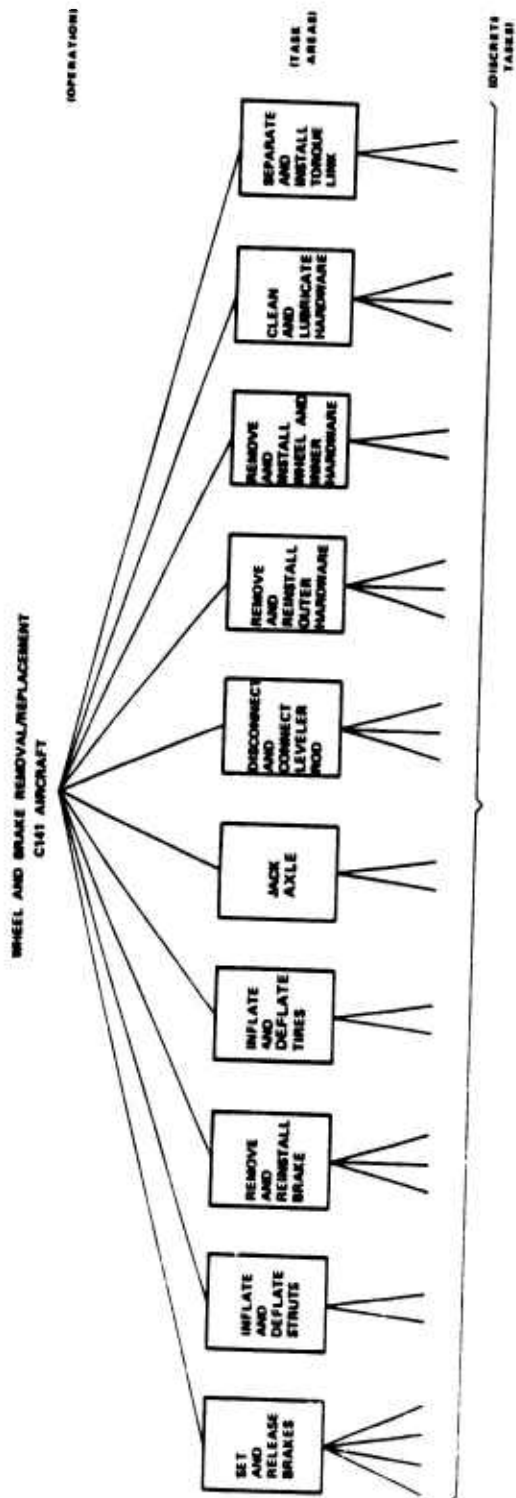 WHEEL AND BRAKE REMOVAL/REPLACEMENT
C141 AIRCRAFT
(OPERATION)
SET
AND
RELEASE
BRAKES
INFLATE
AND
DEFLATE
STRUTS
REMOVE
AND
REINSTALL
BRAKE
INFLATE
AND
DEFLATE
TIRES
JACK
AXLE
DISCONNECT
AND
CONNECT
LEVELER
ROD
REMOVE
AND
REINSTALL
OUTER
HARDWARE
REMOVE
AND
INSTALL
WHEEL AND
INNER
HARDWARE
CLEAN
AND
LUBRICATE
HARDWARE
SEPARATE
AND
INSTALL
TORQUE
LINK
(TASK
AREAS)
(DISCRETE
TASKS)